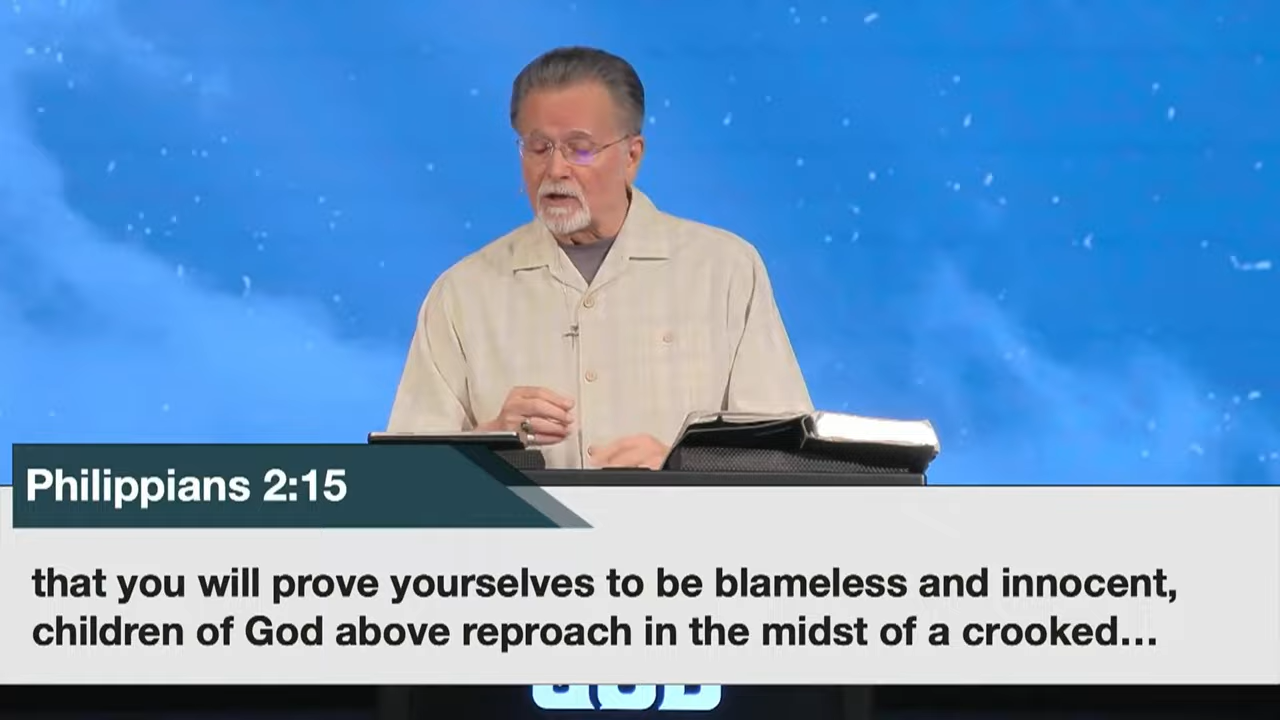 Philippians 2:15
that you will prove yourselves to be blameless and innocent,
children of God above reproach in the midst of a crooked…